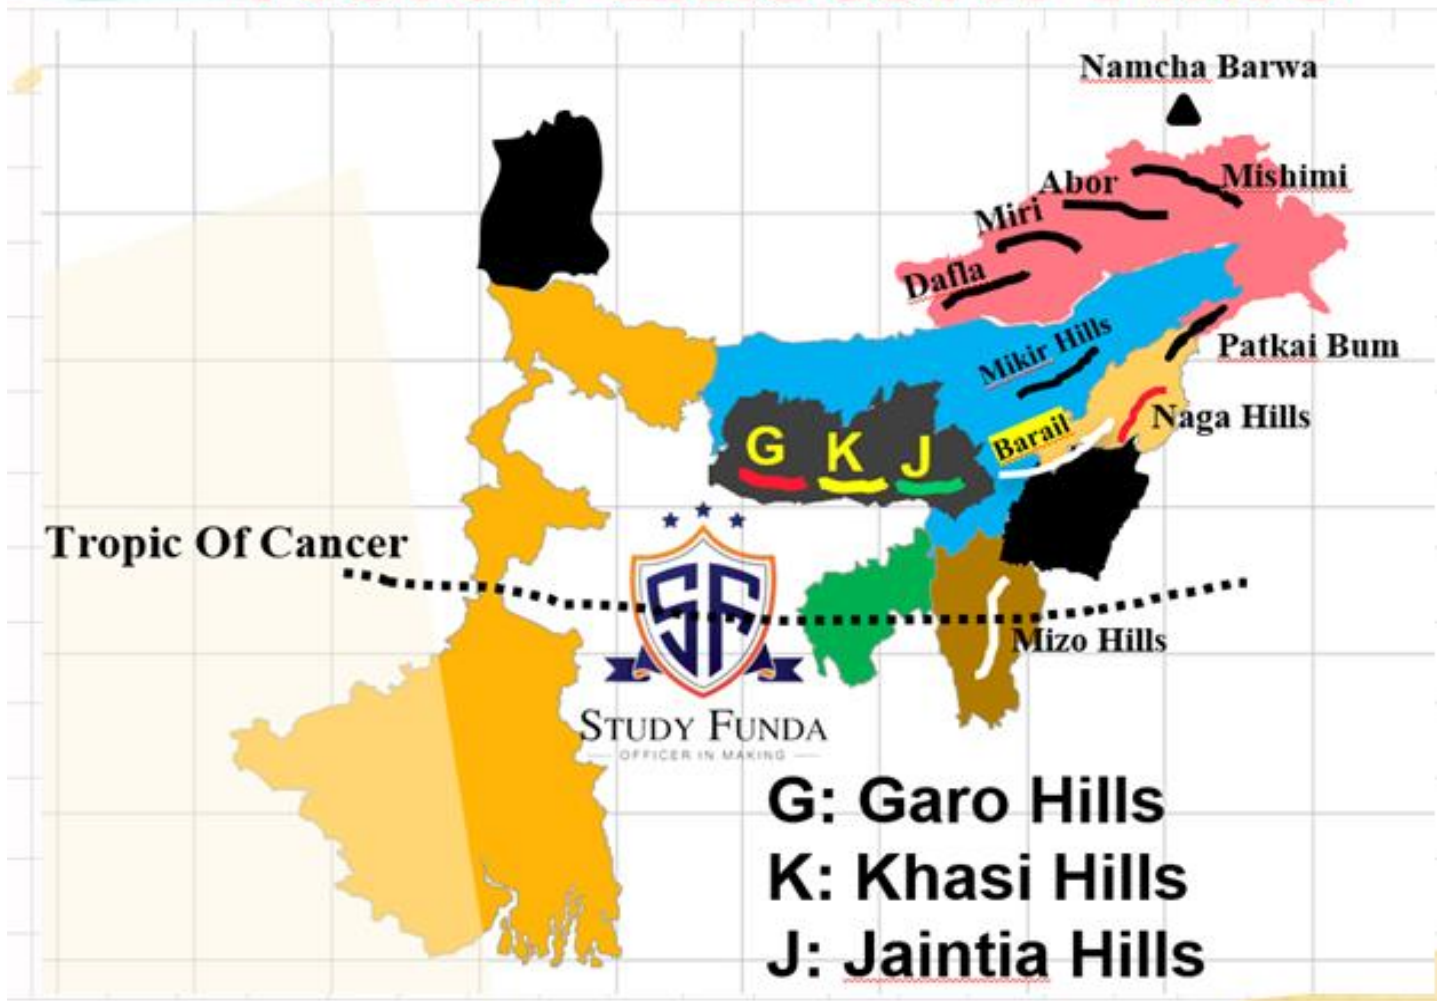 Namcha Barwa
Abor
Mishimi
Miri
Dafla
Mikir Hills
Patkai Bum
Naga Hills
Barail
G K J
Tropic Of Cancer
SF
Mizo Hills
STUDY FUNDA
OFFICER IN MAKING
G: Garo Hills
K: Khasi Hills
J: Jaintia Hills